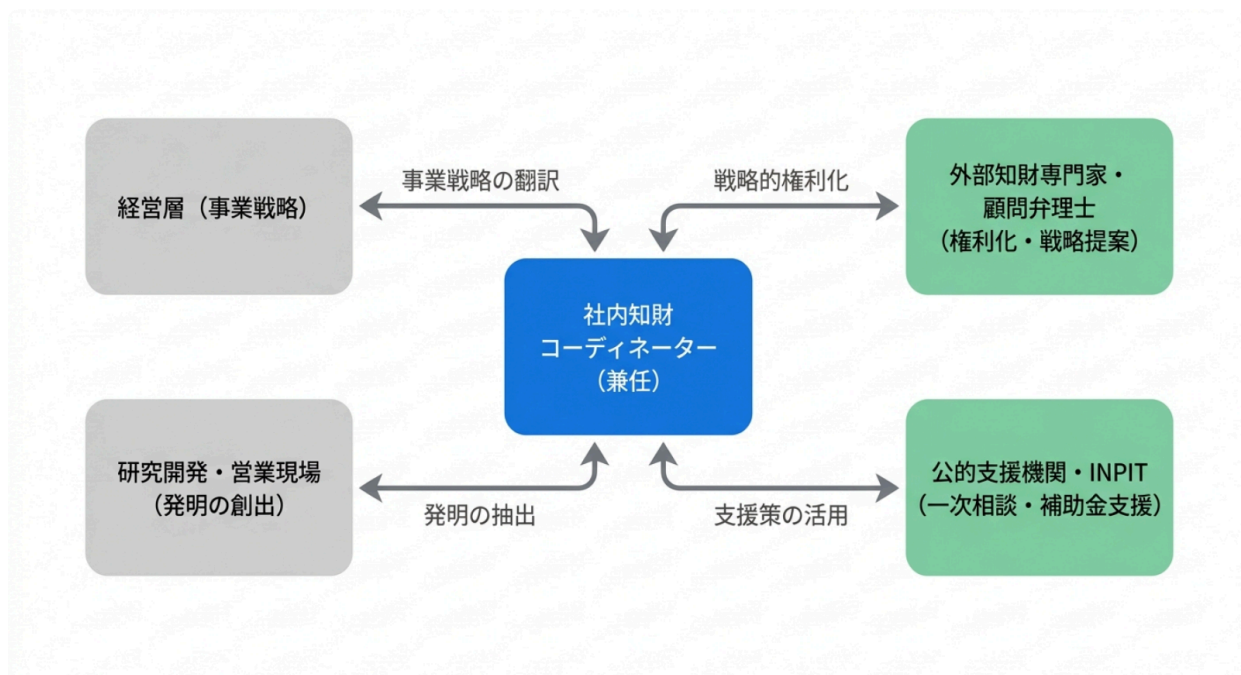 経営層（事業戦略）
事業戦略の翻訳
戦略的権利化
外部知財専門家・
顧問弁理士
（権利化・戦略提案）
社内知財
コーディネーター
（兼任）
研究開発・営業現場
（発明の創出）
発明の抽出
支援策の活用
公的支援機関・INPIT
（一次相談・補助金支援）